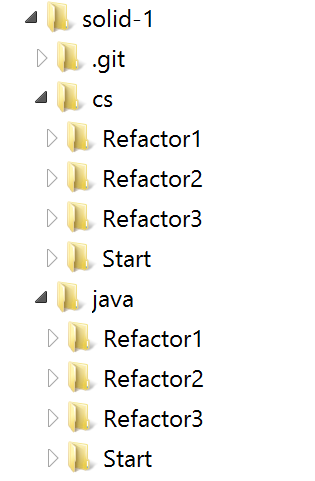 solid-1
.git
cs
Refactor1
Refactor2
Refactor3
Start
java
Refactor1
Refactor2
Refactor3
Start